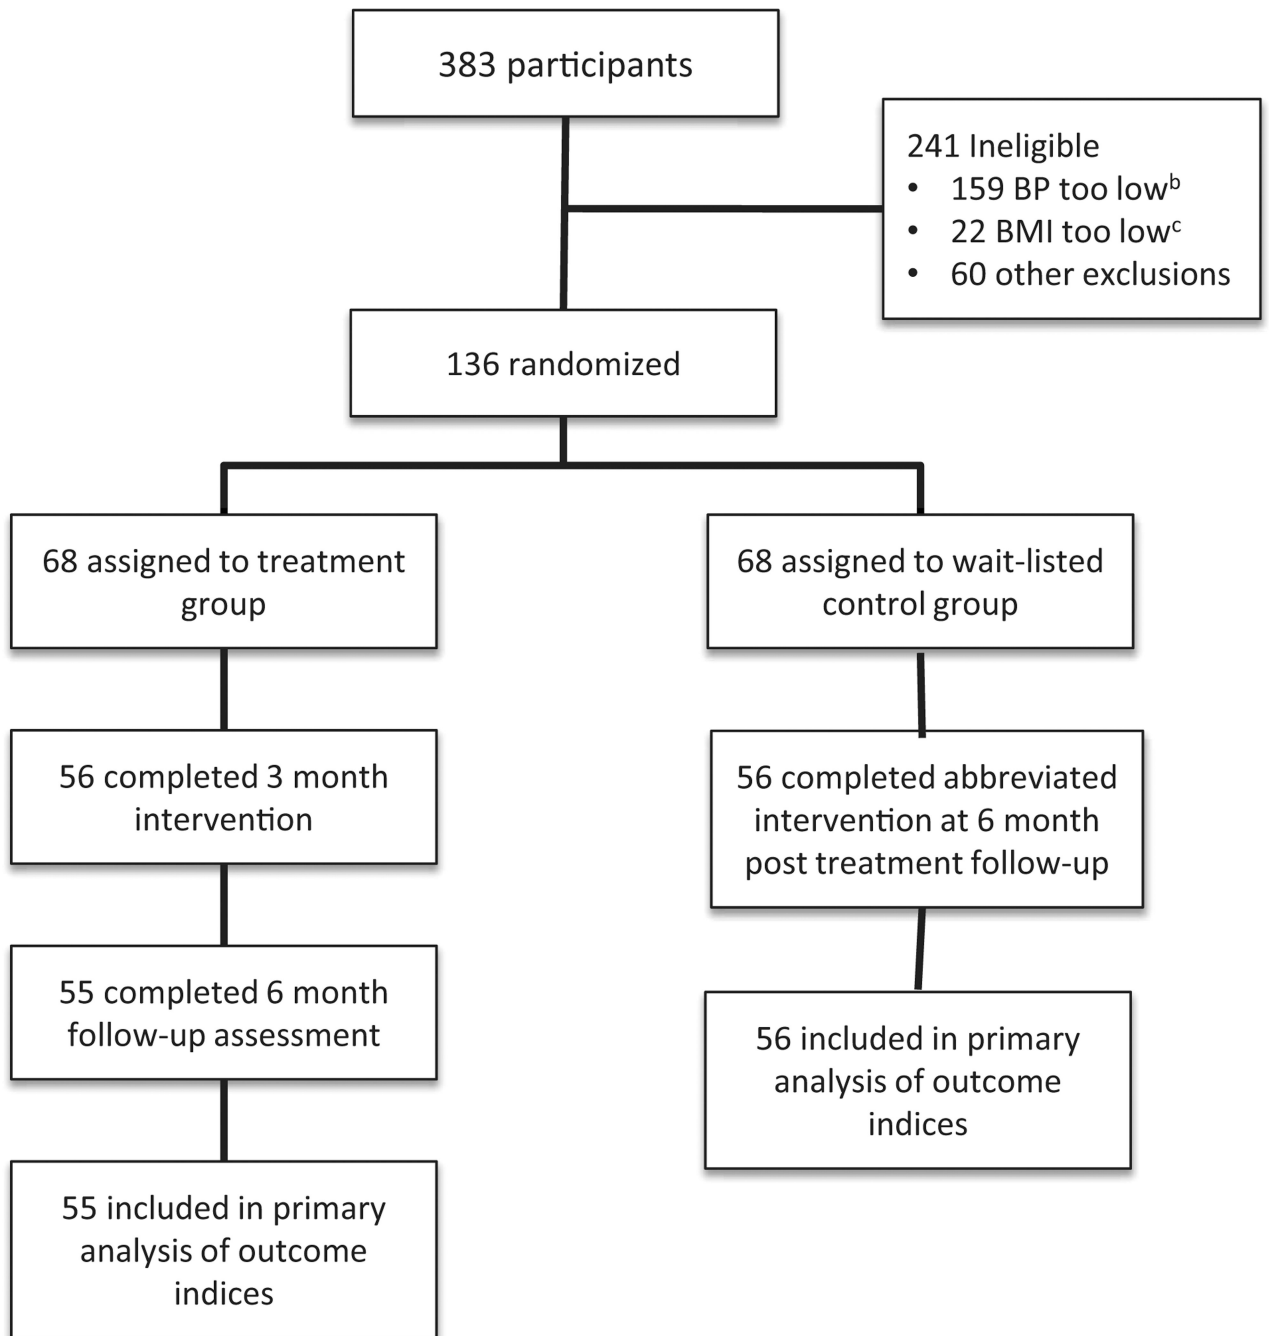 383 participants
241 Ineligible
• 159 BP too lowᵇ
• 22 BMI too lowᶜ
• 60 other exclusions
136 randomized
68 assigned to treatment
group
68 assigned to wait-listed
control group
56 completed 3 month
intervention
56 completed abbreviated
intervention at 6 month
post treatment follow-up
55 completed 6 month
follow-up assessment
56 included in primary
analysis of outcome
indices
55 included in primary
analysis of outcome
indices